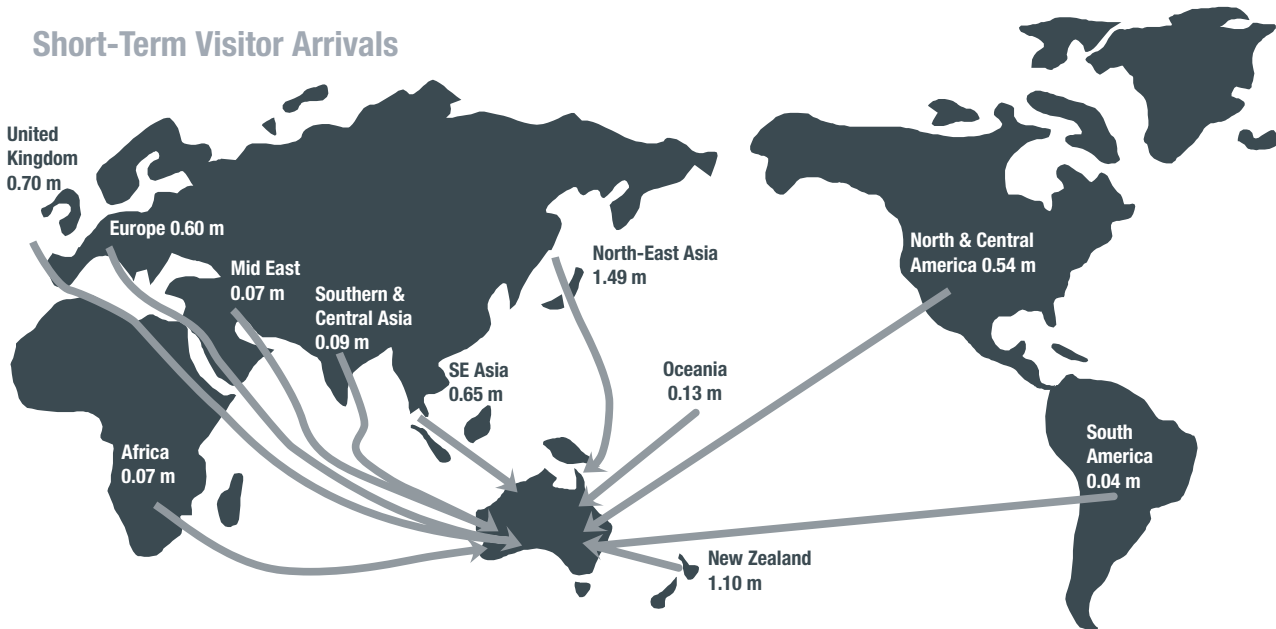 Short-Term Visitor Arrivals
United
Kingdom
0.70 m
Europe 0.60 m
Mid East
0.07 m
Southern &
Central Asia
0.09 m
North-East Asia
1.49 m
North & Central
America 0.54 m
SE Asia
0.65 m
Oceania
0.13 m
Africa
0.07 m
South
America
0.04 m
New Zealand
1.10 m